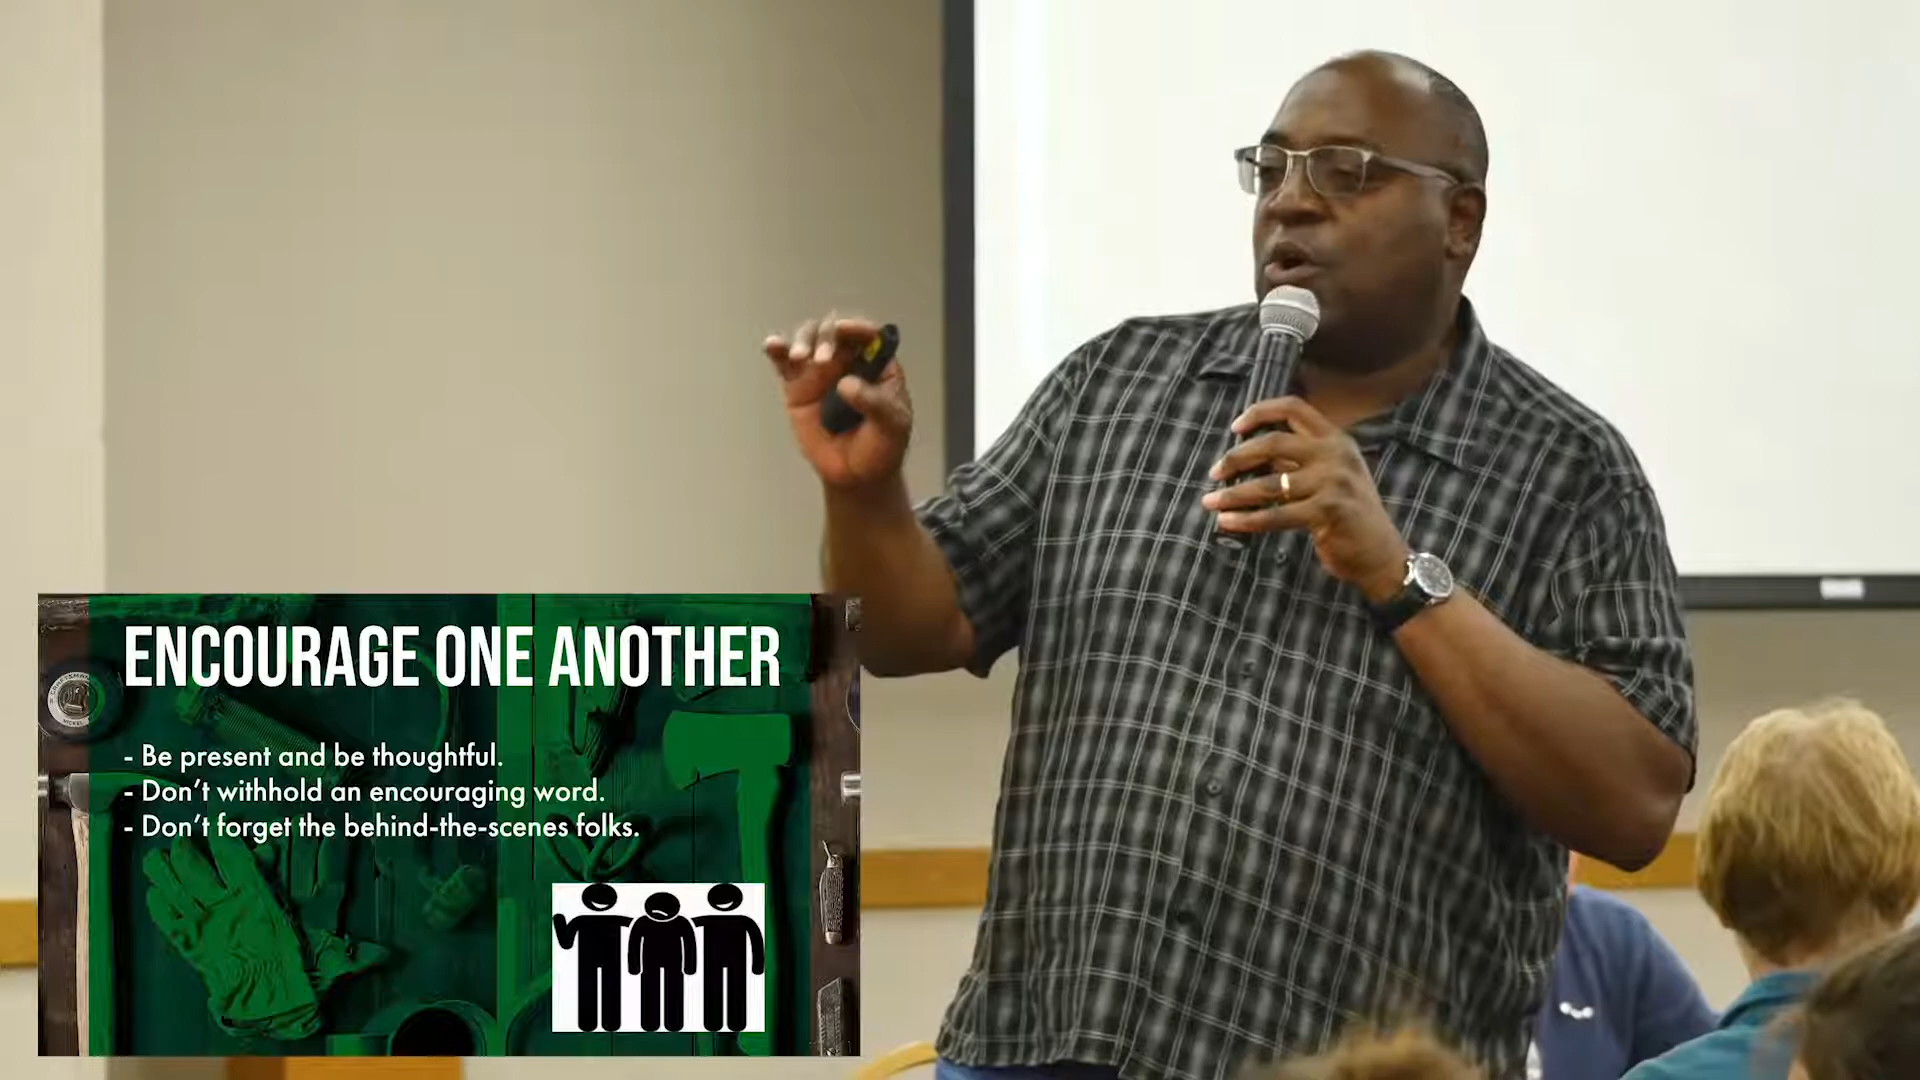 ENCOURAGE ONE ANOTHER
- Be present and be thoughtful.
- Don't withhold an encouraging word.
- Don't forget the behind-the-scenes folks.